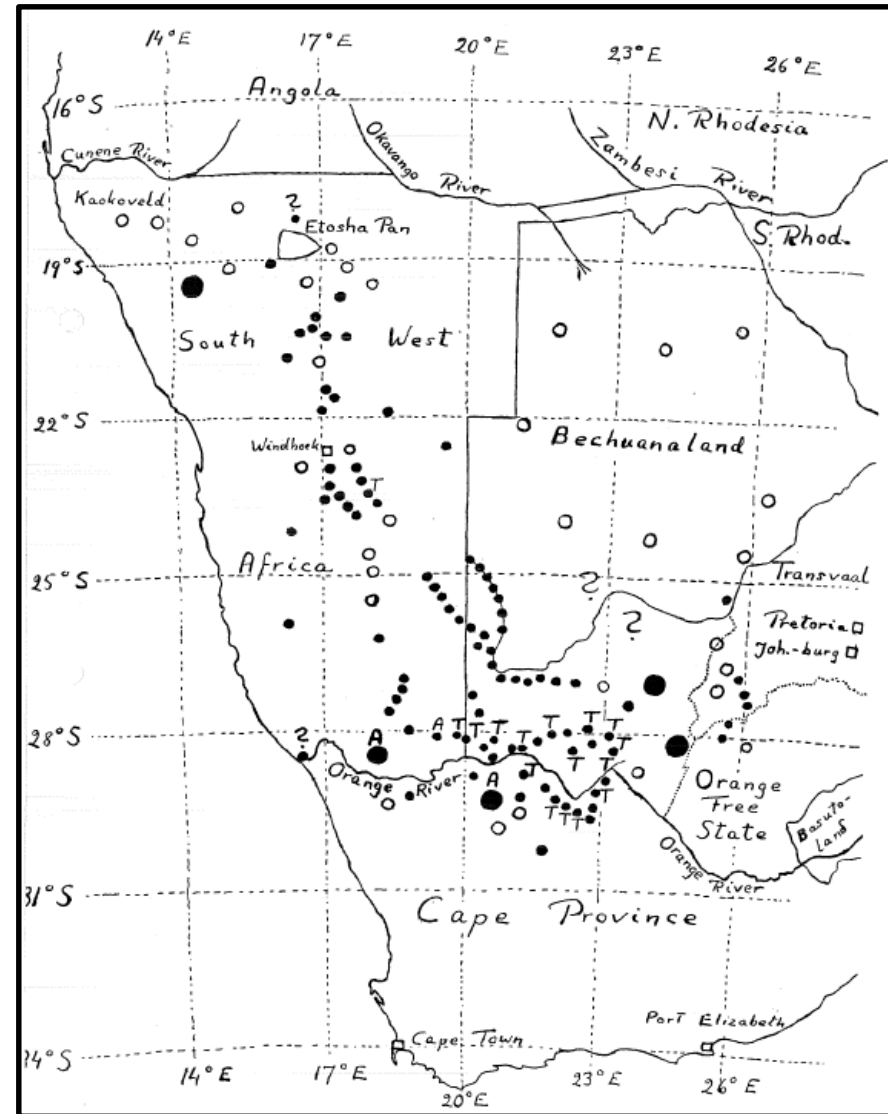 14°E
17°E
20°E
23°E
26°E
16°S
Angola
N. Rhodesia
Cunene River
Okavango River
Zambesi River
Kaokoveld
?
Etosha Pan
S. Rhod.
19°S
South West
22°S
Windhoek
Bechuanaland
T
Africa
25°S
?
Transvaal
?
Pretoria
Joh.-burg
28°S
?
A
A
T
T
T
T
T
T
T
T
T
Orange River
A
T
T
T
T
T
Orange
Free
State
Basuto-
land
Orange River
31°S
Cape Province
Port Elizabeth
Cape Town
34°S
14°E
17°E
20°E
23°E
26°E